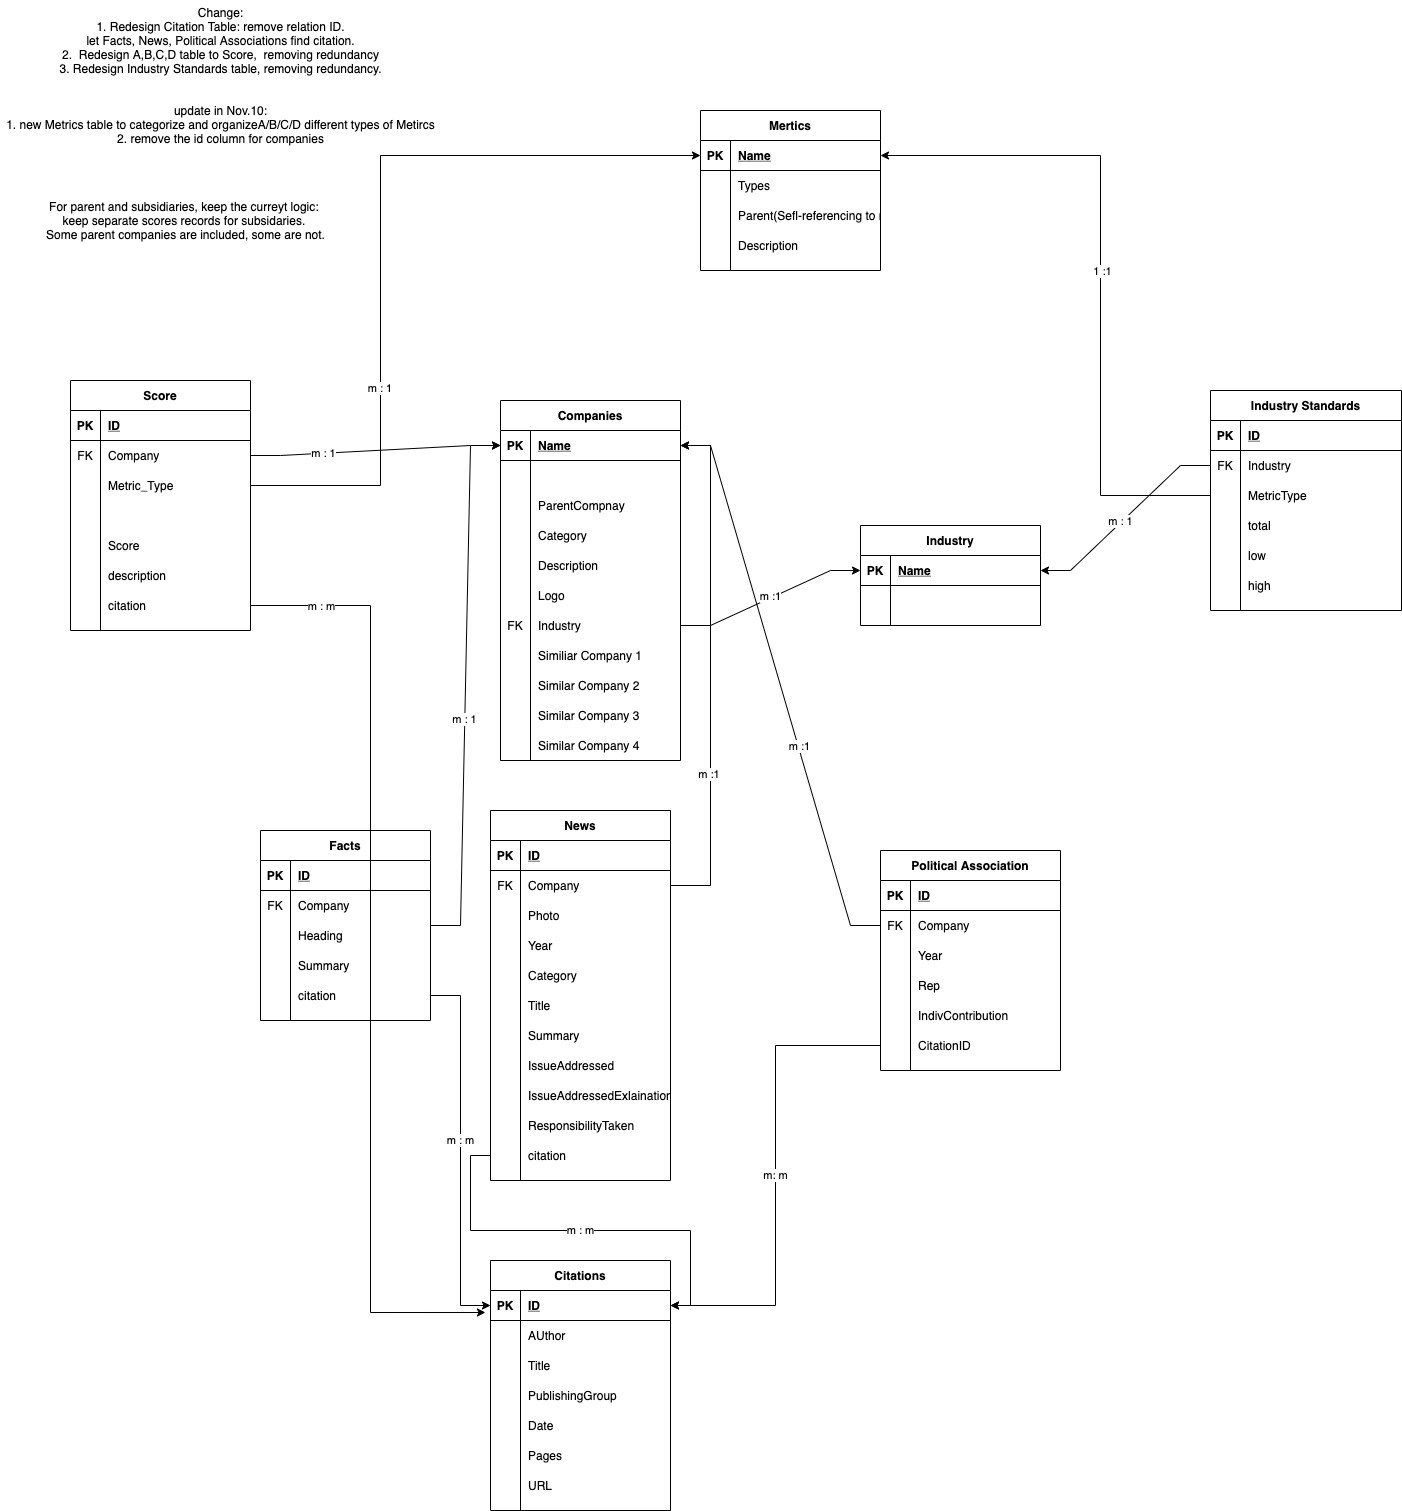 Change:
1. Redesign Citation Table: remove relation ID.
let Facts, News, Political Associations find citation.
2. Redesign A,B,C,D table to Score, removing redundancy
3. Redesign Industry Standards table, removing redundancy.
update in Nov.10:
1. new Metrics table to categorize and organizeA/B/C/D different types of Metircs
2. remove the id column for companies
For parent and subsidiaries, keep the curreyt logic:
keep separate scores records for subsidaries.
Some parent companies are included, some are not.
Mertics
PK Name
Types
Parent(Sefl-referencing to
Description
1 :1
m : 1
Score
PK ID
FK Company
Metric_Type
Score
description
citation
m : 1
m : m
Companies
PK Name
ParentCompnay
Category
Description
Logo
FK Industry
Similiar Company 1
Similar Company 2
Similar Company 3
Similar Company 4
Industry
PK Name
m :1
m : 1
Industry Standards
PK ID
FK Industry
MetricType
total
low
high
m : 1
m :1
m :1
Facts
PK ID
FK Company
Heading
Summary
citation
News
PK ID
FK Company
Photo
Year
Category
Title
Summary
IssueAddressed
IssueAddressedExlaination
ResponsibilityTaken
citation
Political Association
PK ID
FK Company
Year
Rep
IndivContribution
CitationID
m : m
m : m
m: m
Citations
PK ID
AUthor
Title
PublishingGroup
Date
Pages
URL